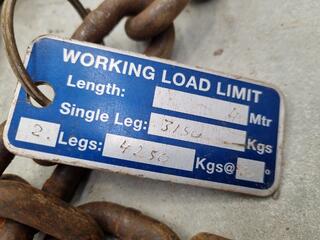 WORKING LOAD LIMIT
Length: 4 Mtr
Single Leg: 3150 Kgs
2 Legs: 4250 Kgs@ °